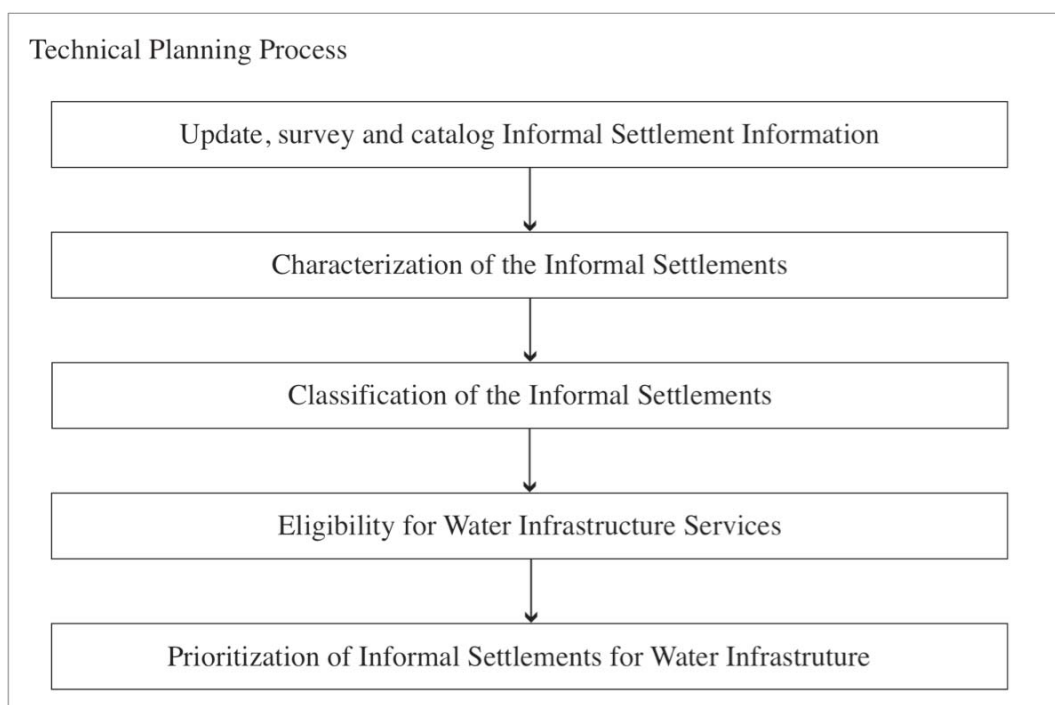 Technical Planning Process
Update, survey and catalog Informal Settlement Information
Characterization of the Informal Settlements
Classification of the Informal Settlements
Eligibility for Water Infrastructure Services
Prioritization of Informal Settlements for Water Infrastruture